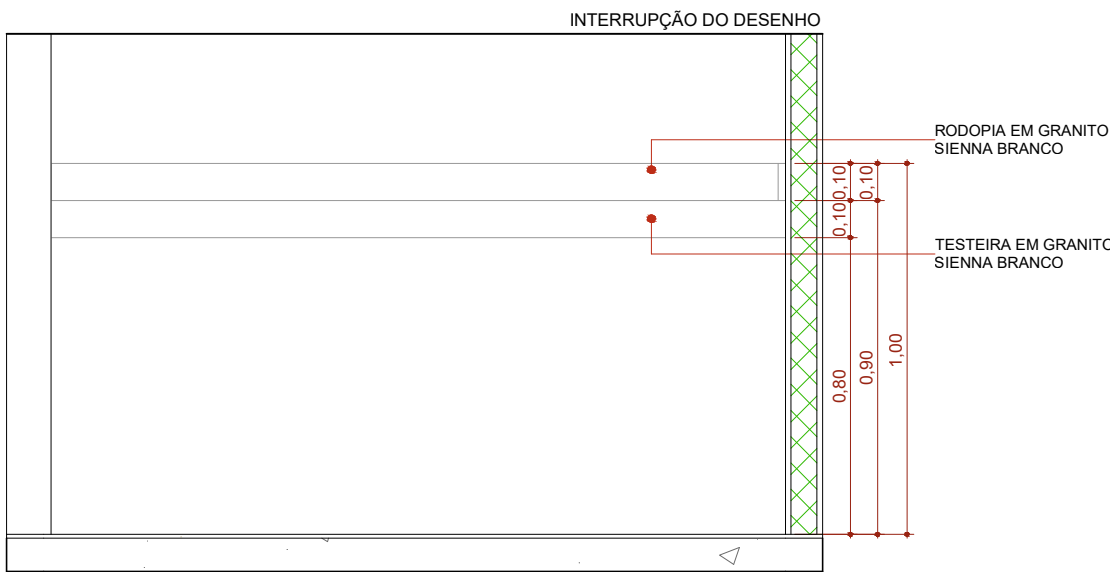 INTERRUPÇÃO DO DESENHO
RODOPIA EM GRANITO
SIENNA BRANCO
0,10
0,10
0,10
TESTEIRA EM GRANITO
SIENNA BRANCO
0,80
0,90
1,00